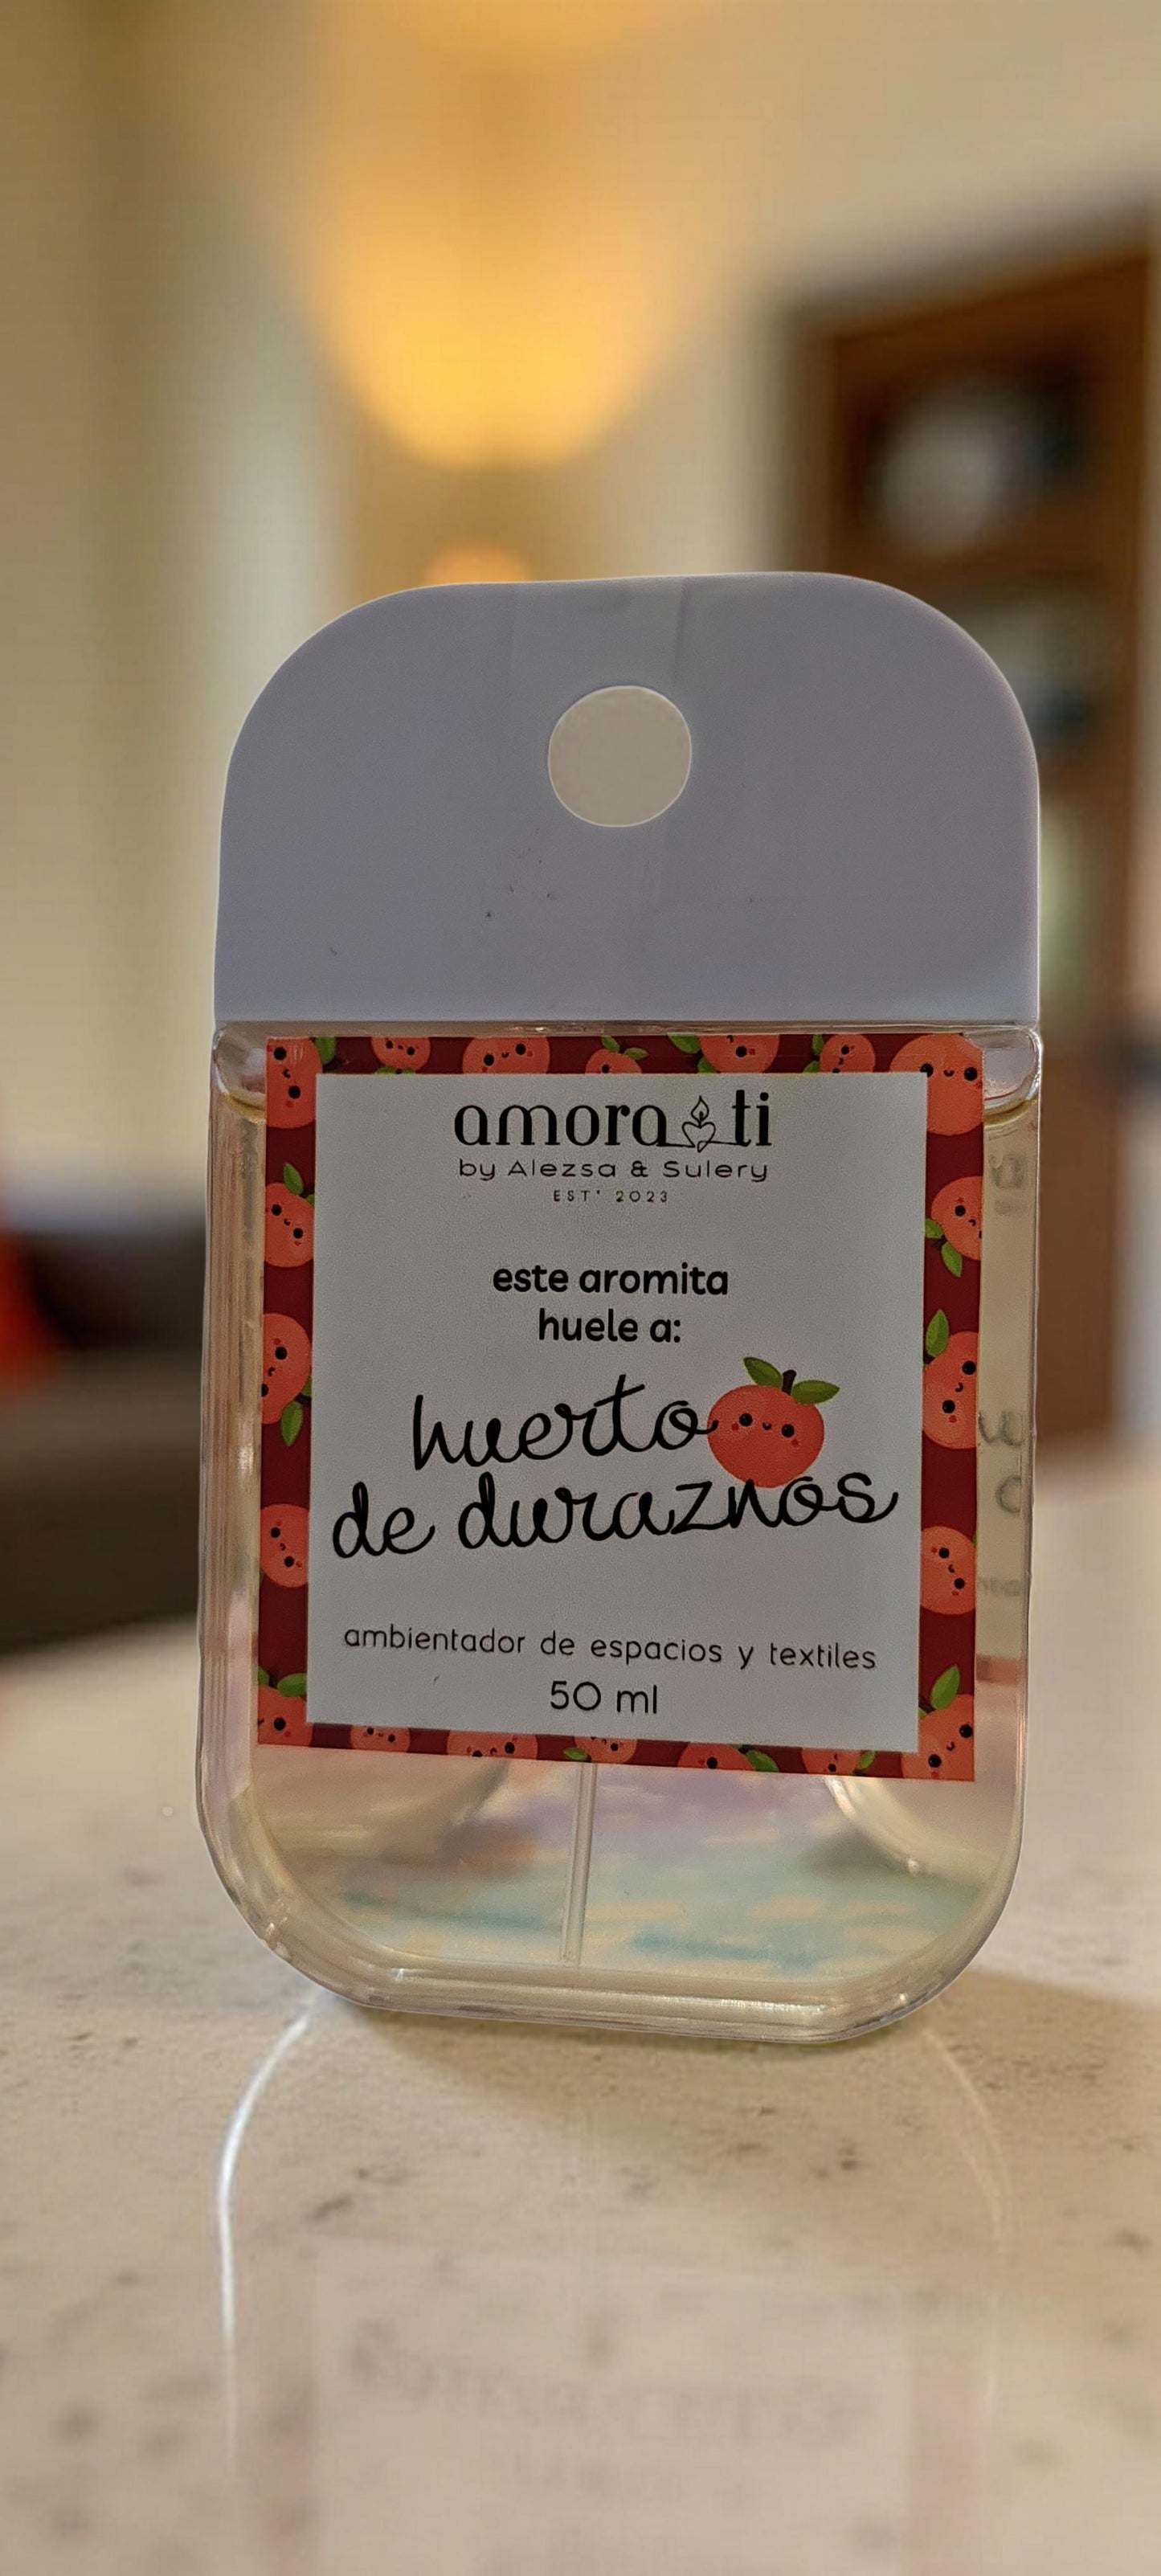 amora ti
by Alezsa & Sulery
EST' 2023
este aromita
huele a:
huerto
de duraznos
ambientador de espacios y textiles
50 ml